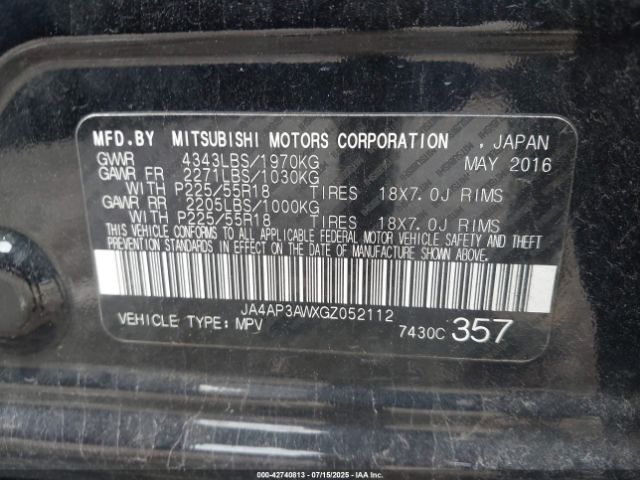 MFD.BY MITSUBISHI MOTORS CORPORATION , JAPAN
GVWR 4343LBS/1970KG MAY 2016
GAWR FR 2271LBS/1030KG
WITH P225/55R18 TIRES 18X7.0J RIMS
GAWR RR 2205LBS/1000KG
WITH P225/55R18 TIRES 18X7.0J RIMS
THIS VEHICLE CONFORMS TO ALL APPLICABLE FEDERAL MOTOR VEHICLE SAFETY AND THEFT
PREVENTION STANDARDS IN EFFECT ON THE DATE OF MANUFACTURE SHOWN ABOVE.
JA4AP3AWXGZ052112
VEHICLE TYPE: MPV 7430C 357
00-42740813 - 07/15/2025 - IAA Inc.